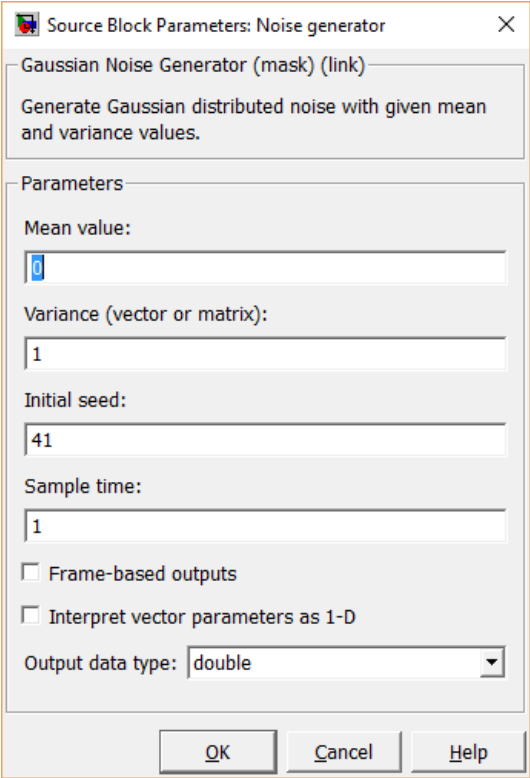 Source Block Parameters: Noise generator
Gaussian Noise Generator (mask) (link)
Generate Gaussian distributed noise with given mean
and variance values.
Parameters
Mean value:
0
Variance (vector or matrix):
1
Initial seed:
41
Sample time:
1
Frame-based outputs
Interpret vector parameters as 1-D
Output data type: double
OK Cancel Help